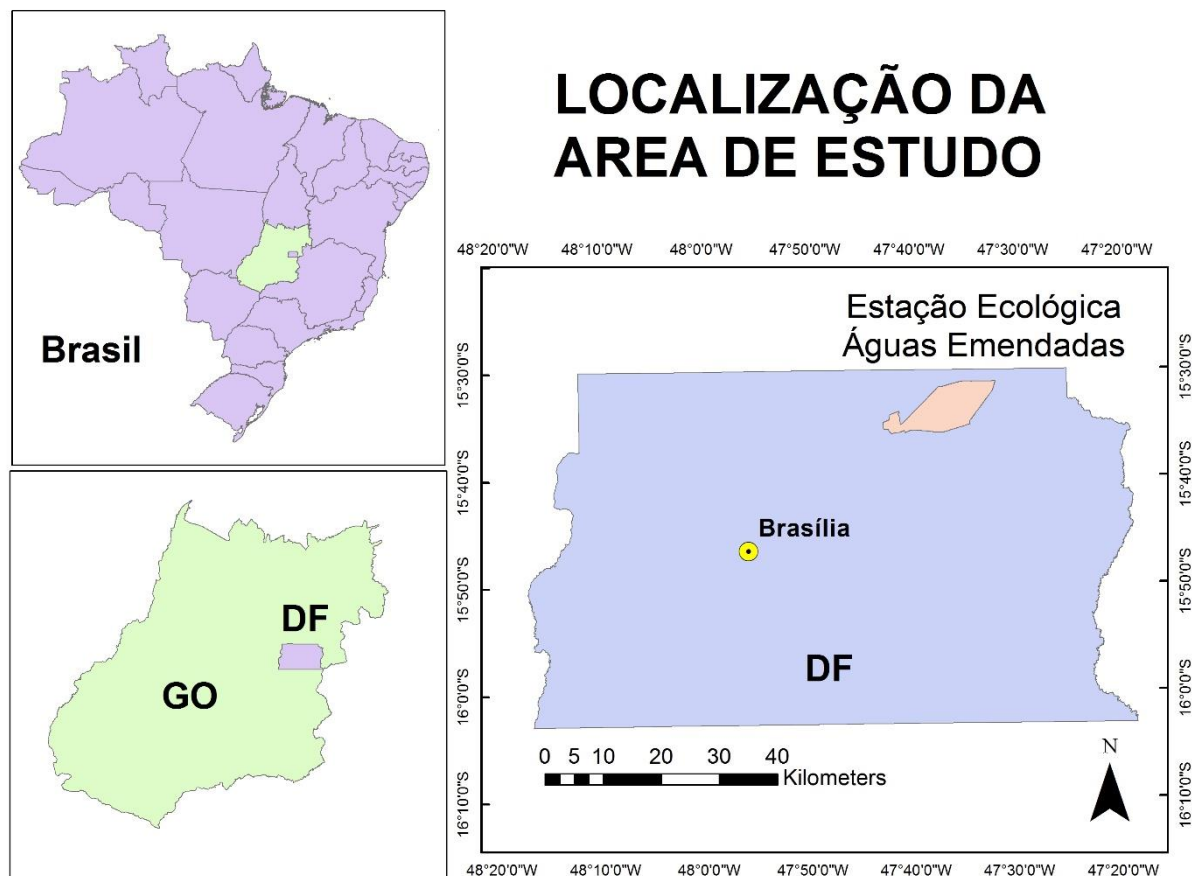 LOCALIZAÇÃO DA
AREA DE ESTUDO
Brasil
DF
GO
48°20'0"W 48°10'0"W 48°0'0"W 47°50'0"W 47°40'0"W 47°30'0"W 47°20'0"W
Estação Ecológica
Águas Emendadas
15°30'0"S
15°40'0"S
15°50'0"S
16°0'0"S
16°10'0"S
Brasília
DF
15°30'0"S
15°40'0"S
15°50'0"S
16°0'0"S
16°10'0"S
0 5 10 20 30 40
Kilometers
N
48°20'0"W 48°10'0"W 48°0'0"W 47°50'0"W 47°40'0"W 47°30'0"W 47°20'0"W